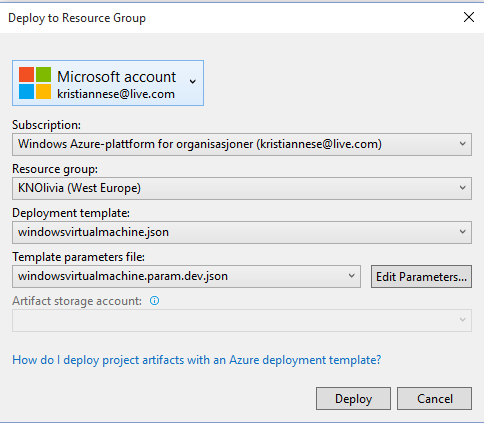 Deploy to Resource Group
Microsoft account
kristiannese@live.com
Subscription:
Windows Azure-plattform for organisasjoner (kristiannese@live.com)
Resource group:
KNOlivia (West Europe)
Deployment template:
windowsvirtualmachine.json
Template parameters file:
windowsvirtualmachine.param.dev.json
Edit Parameters...
Artifact storage account:
How do I deploy project artifacts with an Azure deployment template?
Deploy
Cancel